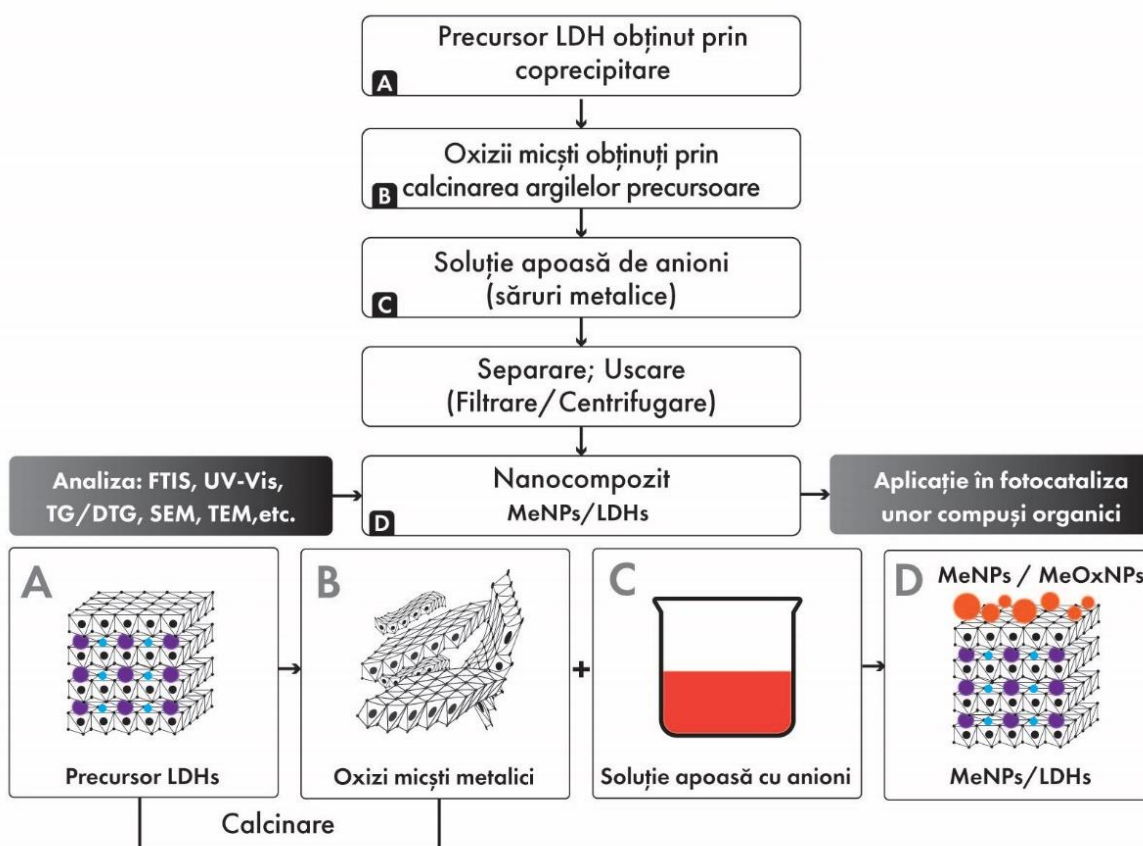 Precursor LDH obținut prin
coprecipitare
A
Oxizii micști obținuți prin
calcinarea argilelor precursoare
B
Soluție apoasă de anioni
(săruri metalice)
C
Separare; Uscare
(Filtrare/Centrifugare)
Analiza: FTIS, UV-Vis,
TG/DTG, SEM, TEM,etc.
Nanocompozit
MeNPs/LDHs
D
Aplicație în fotocataliza
unor compuși organici
A
Precursor LDHs
B
Oxizi micști metalici
+
C
Soluție apoasă cu anioni
D
MeNPs / MeOxNPs
MeNPs/LDHs
Calcinare